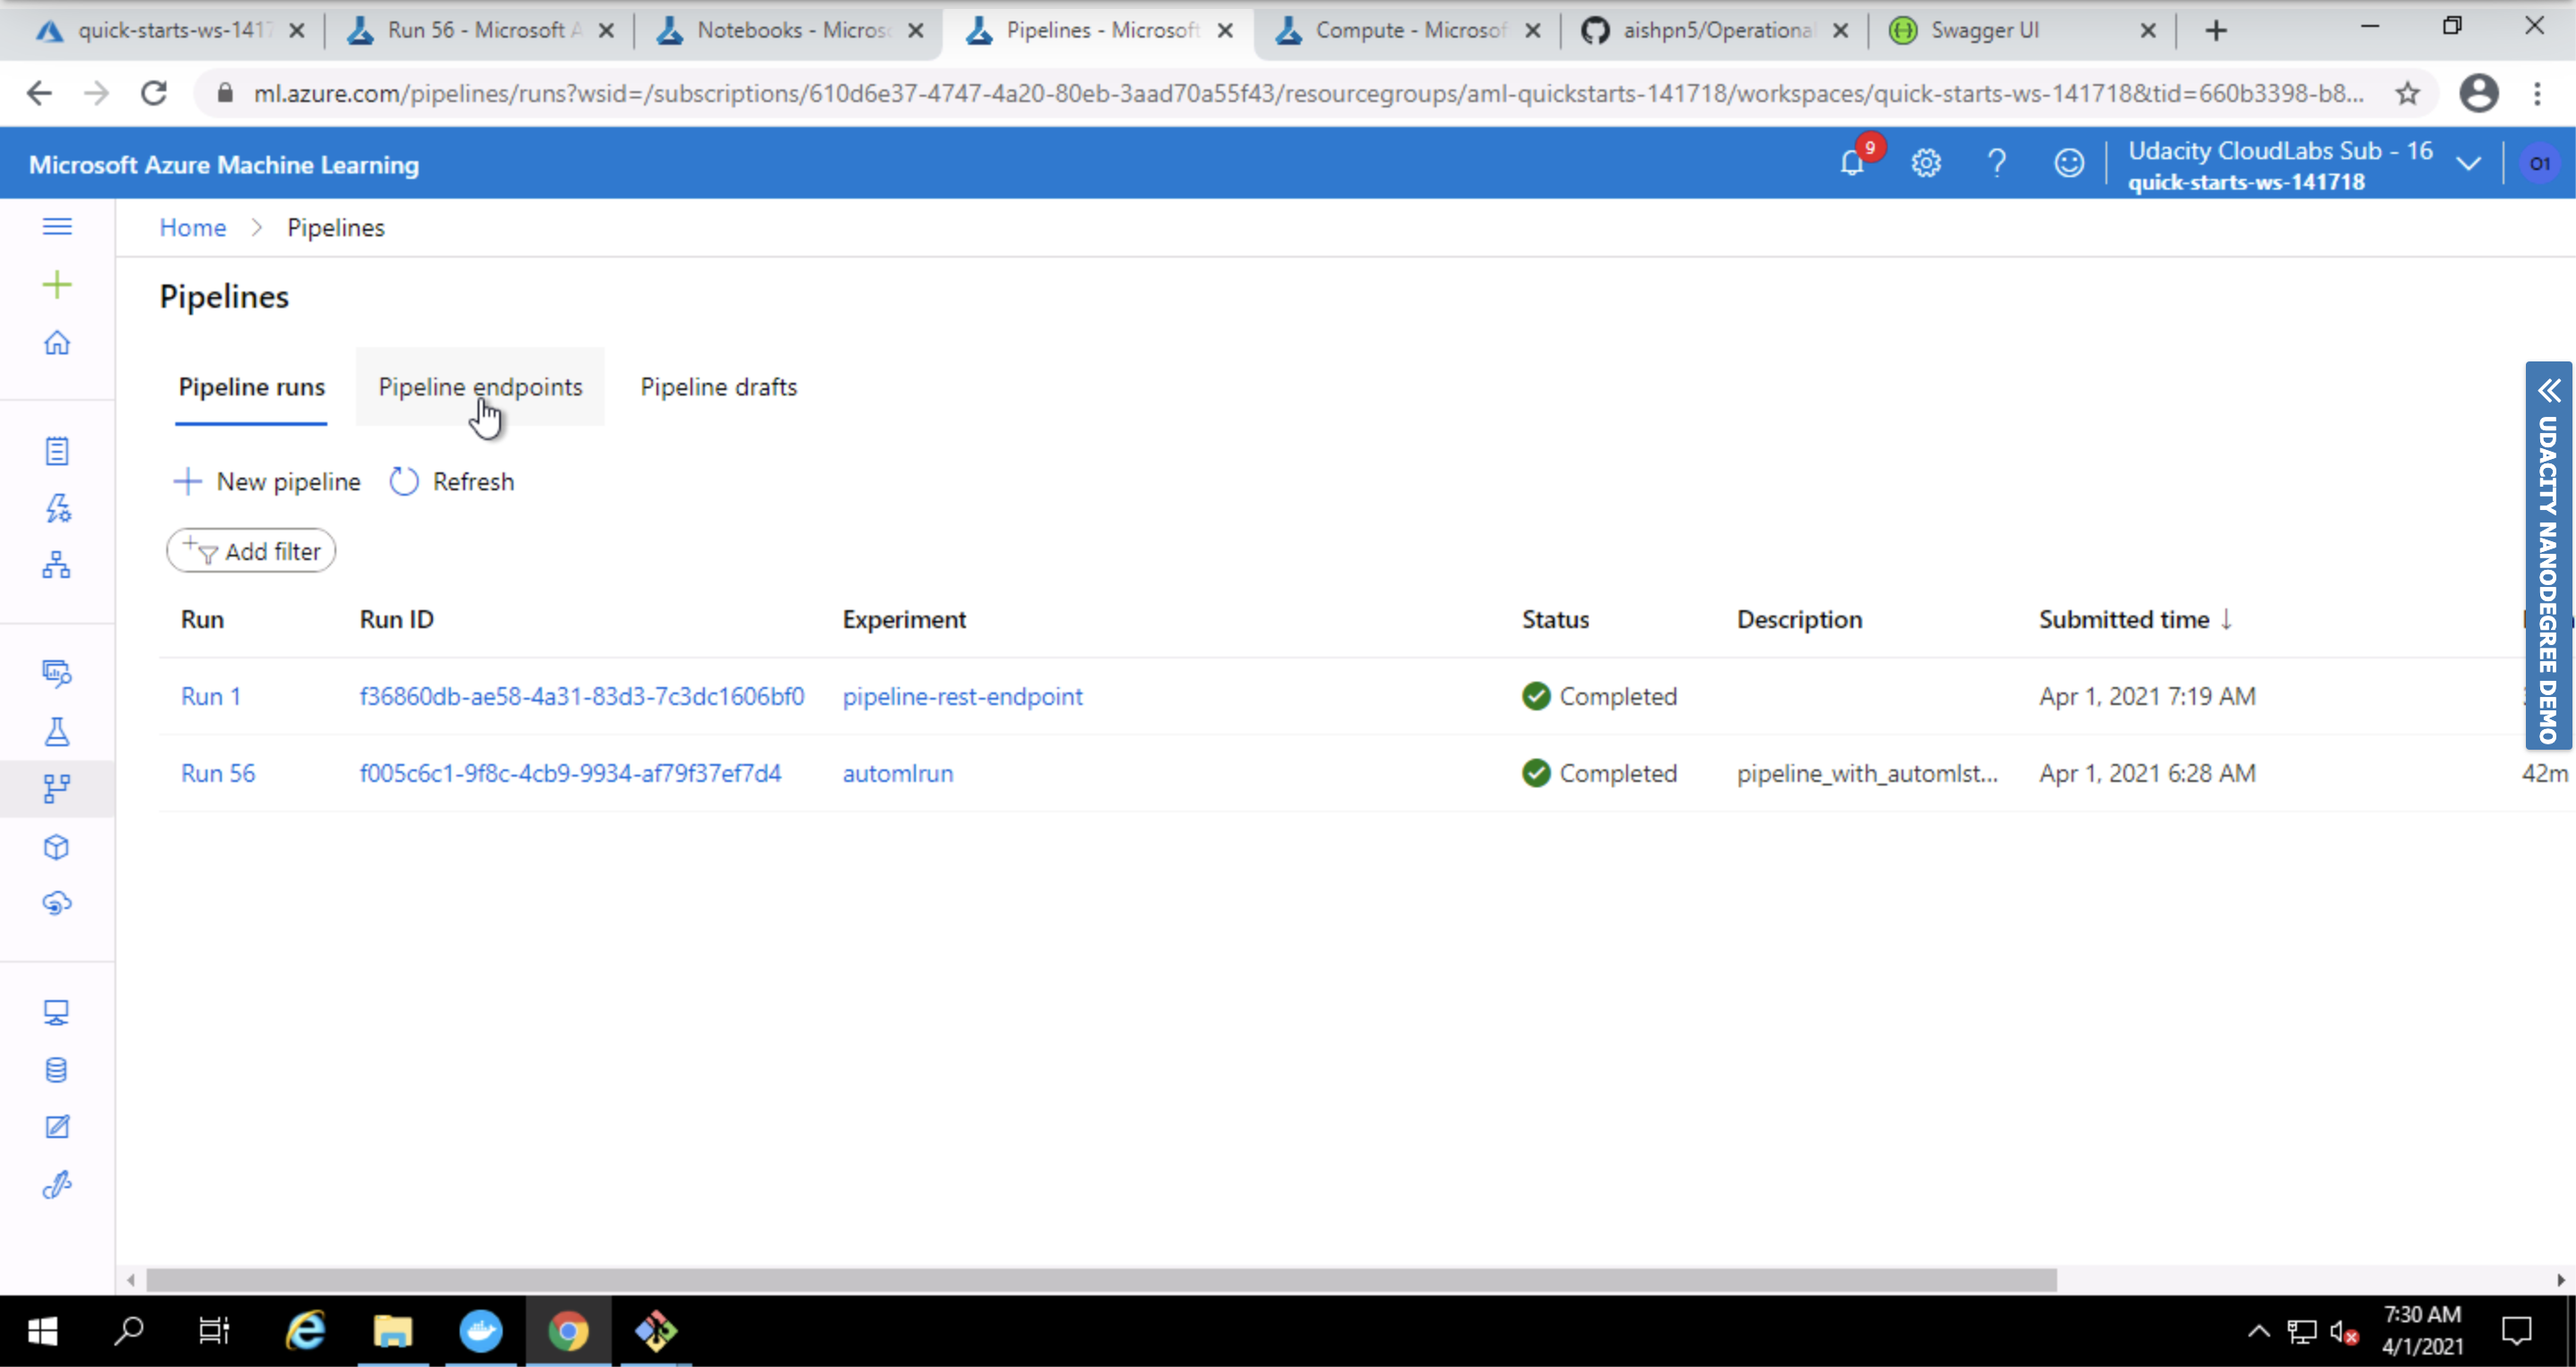 quick-starts-ws-1417
Run 56 - Microsoft A
Notebooks - Micros
Pipelines - Microsoft
Compute - Microsof
aishpn5/Operational
Swagger UI
ml.azure.com/pipelines/runs?wsid=/subscriptions/610d6e37-4747-4a20-80eb-3aad70a55f43/resourcegroups/aml-quickstarts-141718/workspaces/quick-starts-ws-141718&tid=660b3398-b8...
Microsoft Azure Machine Learning
9
Udacity CloudLabs Sub - 16
quick-starts-ws-141718
O1
Home > Pipelines
Pipelines
Pipeline runs
Pipeline endpoints
Pipeline drafts
New pipeline
Refresh
Add filter
Run Run ID Experiment Status Description Submitted time ↓
Run 1 f36860db-ae58-4a31-83d3-7c3dc1606bf0 pipeline-rest-endpoint Completed Apr 1, 2021 7:19 AM
Run 56 f005c6c1-9f8c-4cb9-9934-af79f37ef7d4 automlrun Completed pipeline_with_automlst... Apr 1, 2021 6:28 AM 42m
UDACITY NANODEGREE DEMO
7:30 AM
4/1/2021